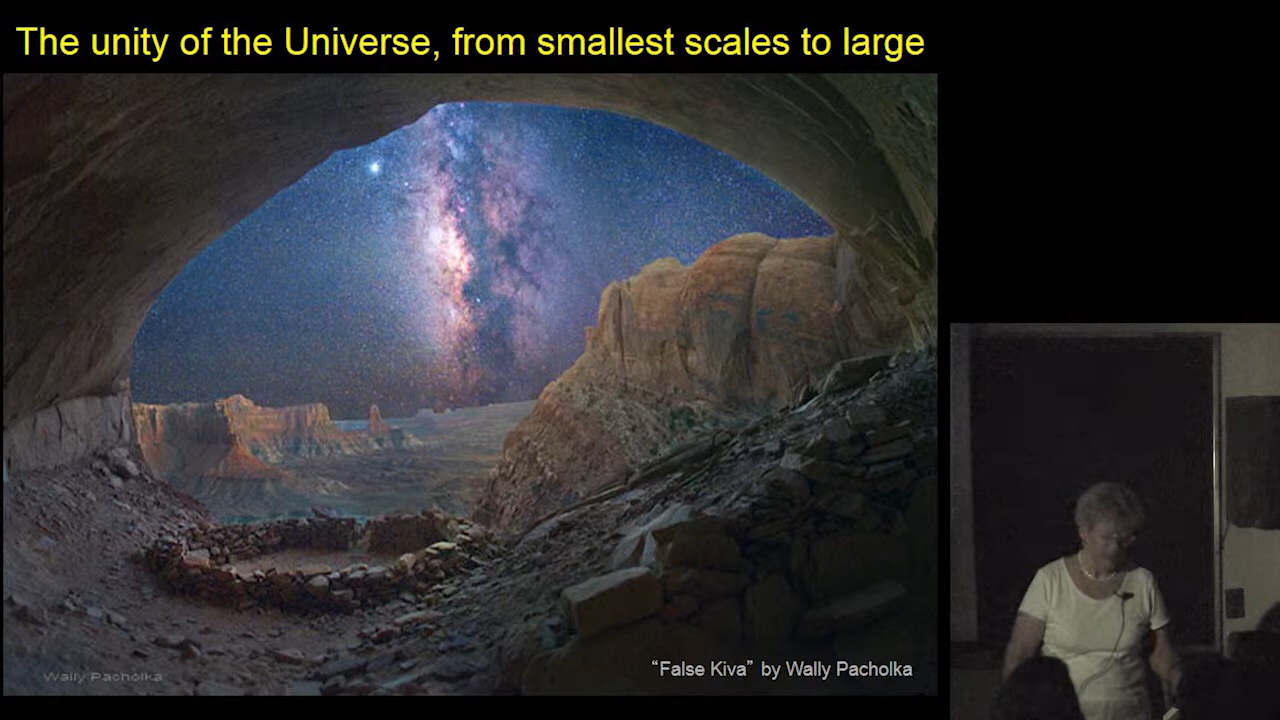 The unity of the Universe, from smallest scales to large
Wally Pacholka
“False Kiva” by Wally Pacholka